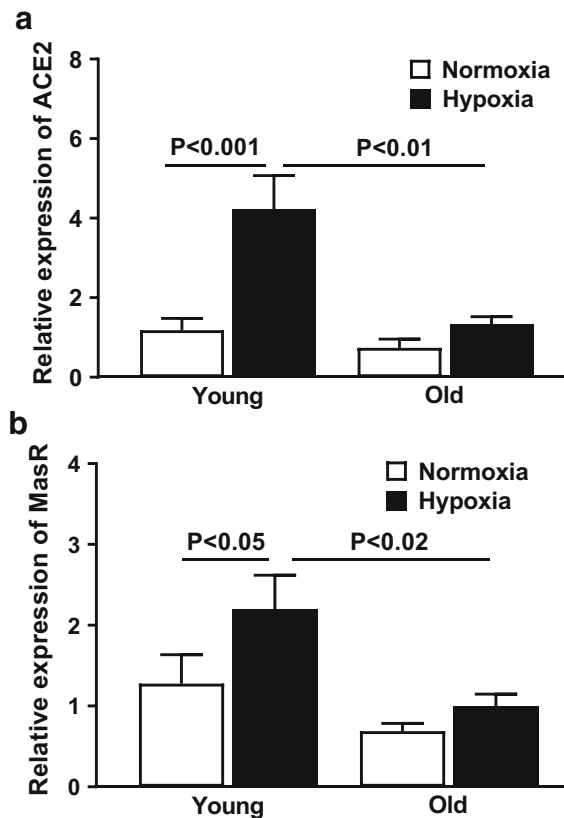 a
Relative expression of ACE2
8
6
4
2
0
Normoxia
Hypoxia
P<0.001
P<0.01
Young
Old
b
Relative expression of MasR
4
3
2
1
0
Normoxia
Hypoxia
P<0.05
P<0.02
Young
Old